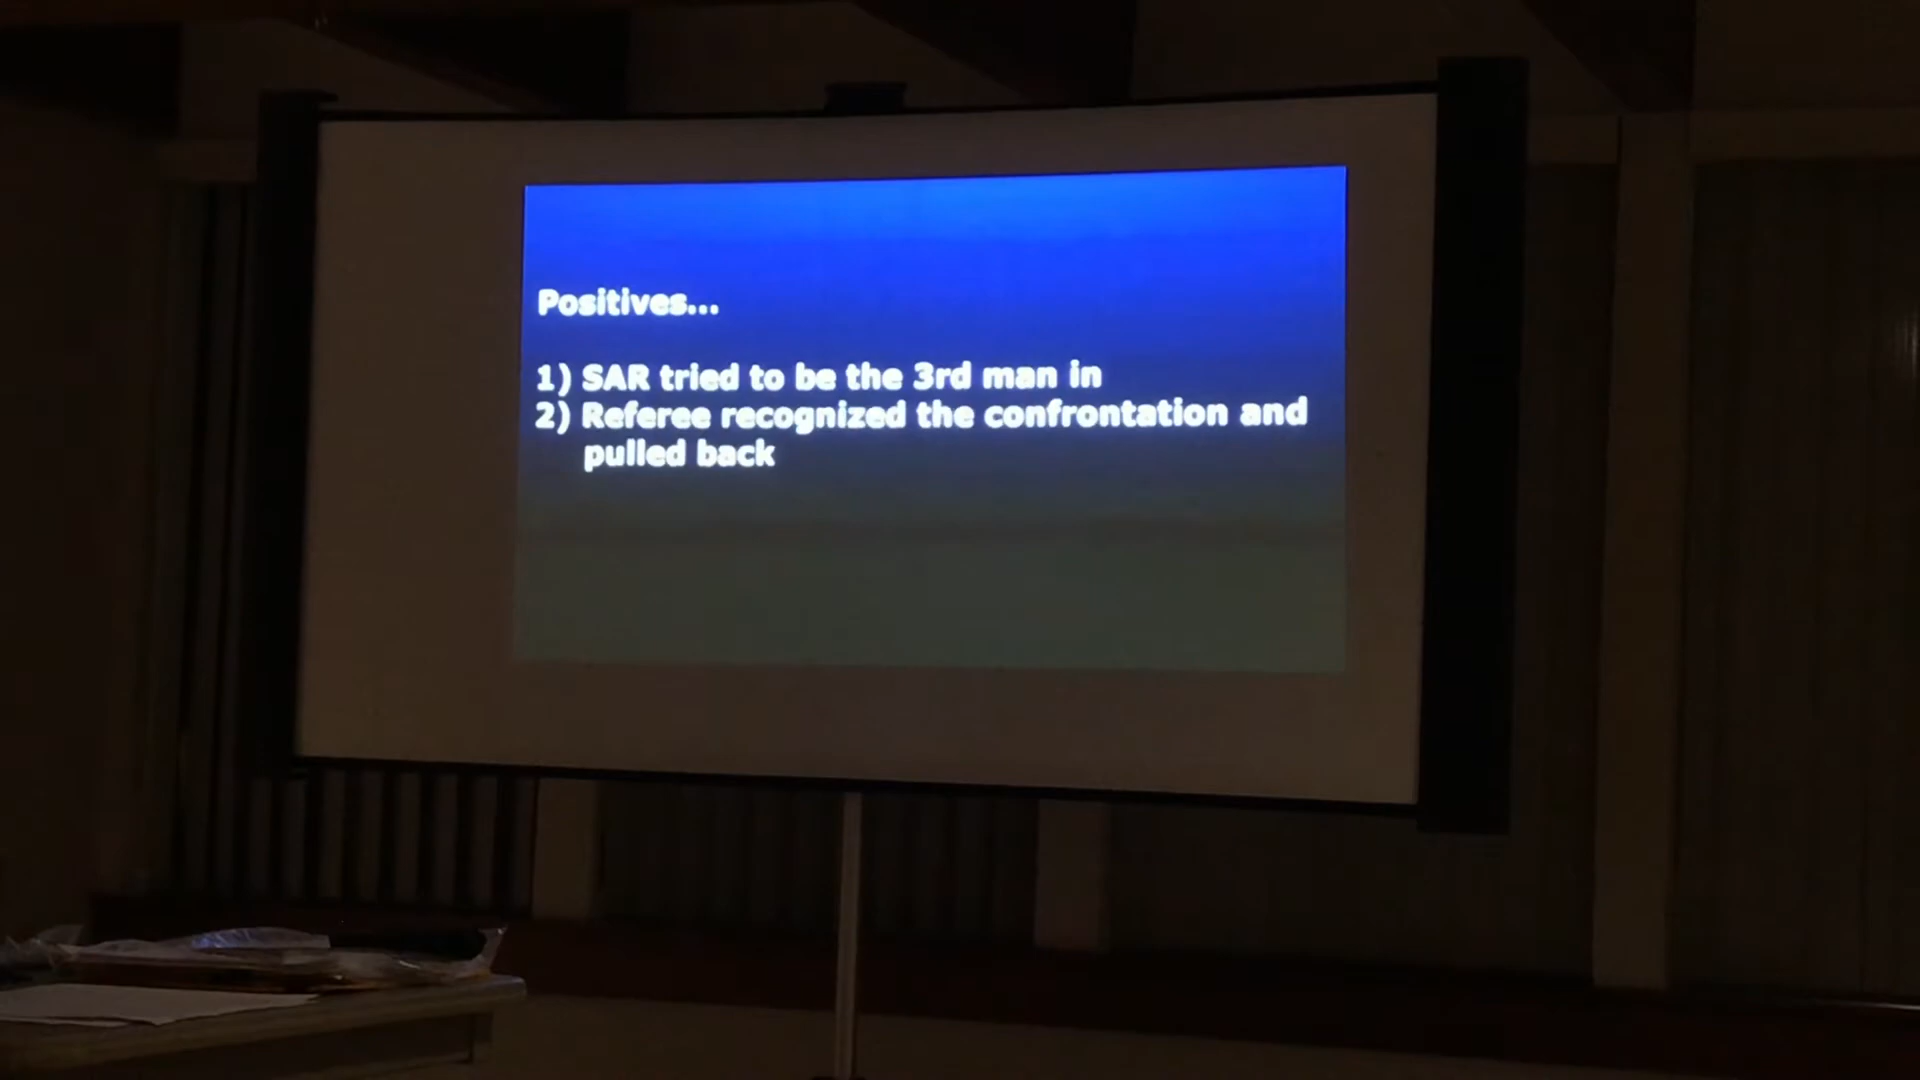 Positives...
1) SAR tried to be the 3rd man in
2) Referee recognized the confrontation and
pulled back